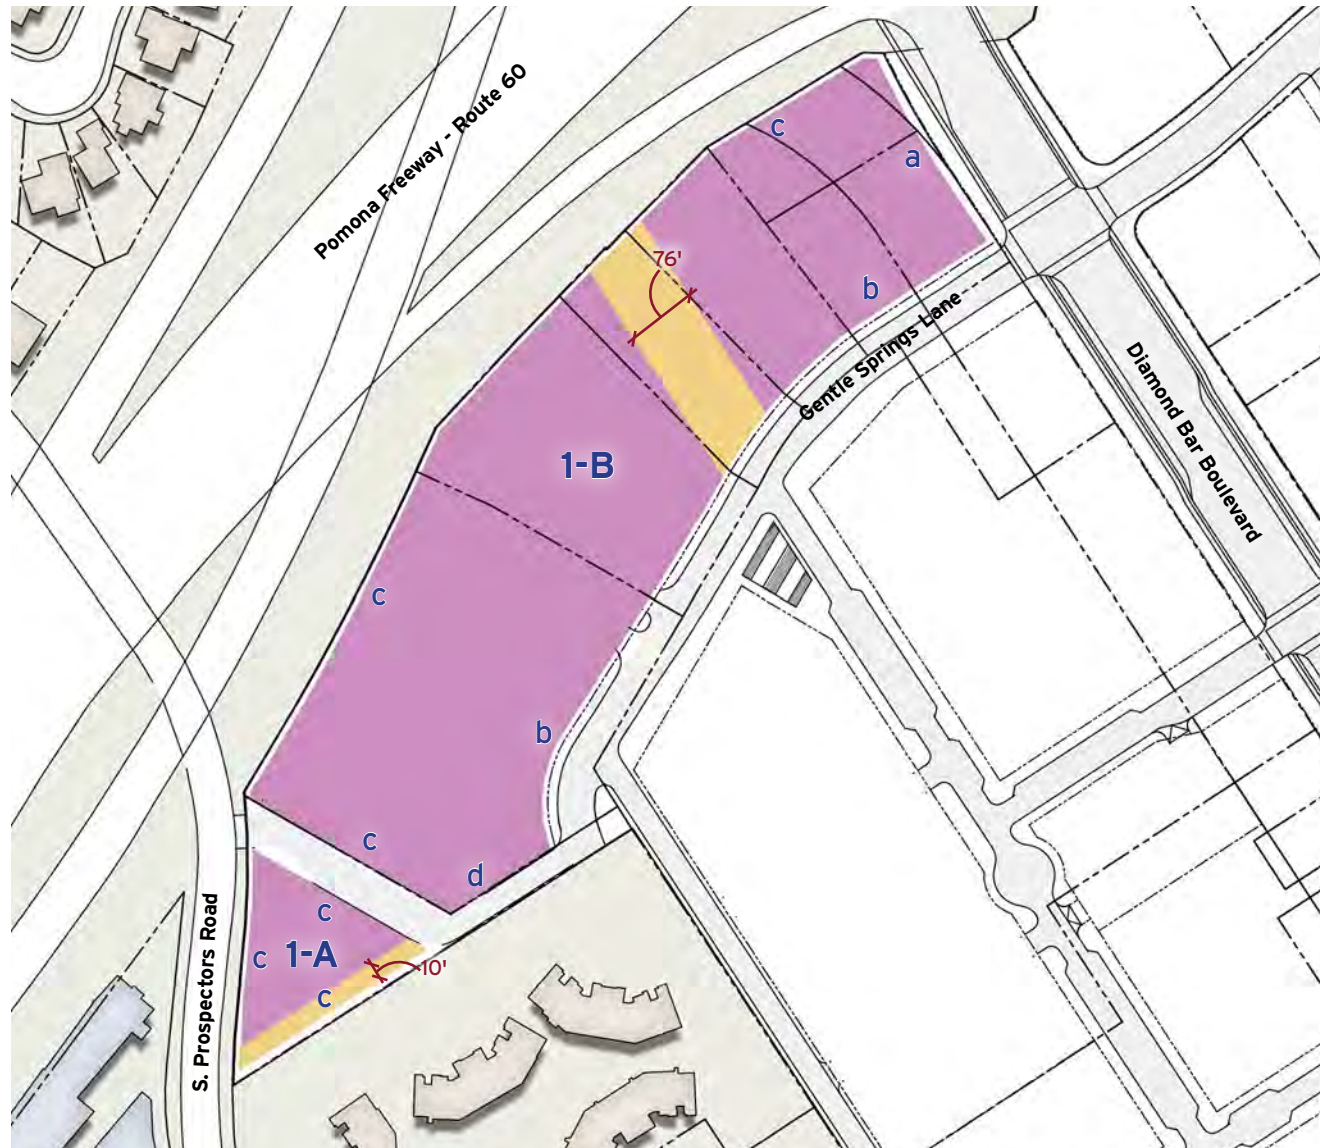 Pomona Freeway - Route 60
c
a
76'
b
Gentle Springs Lane
Diamond Bar Boulevard
1-B
c
b
c
d
c
1-A
c
10'
c
S. Prospectors Road